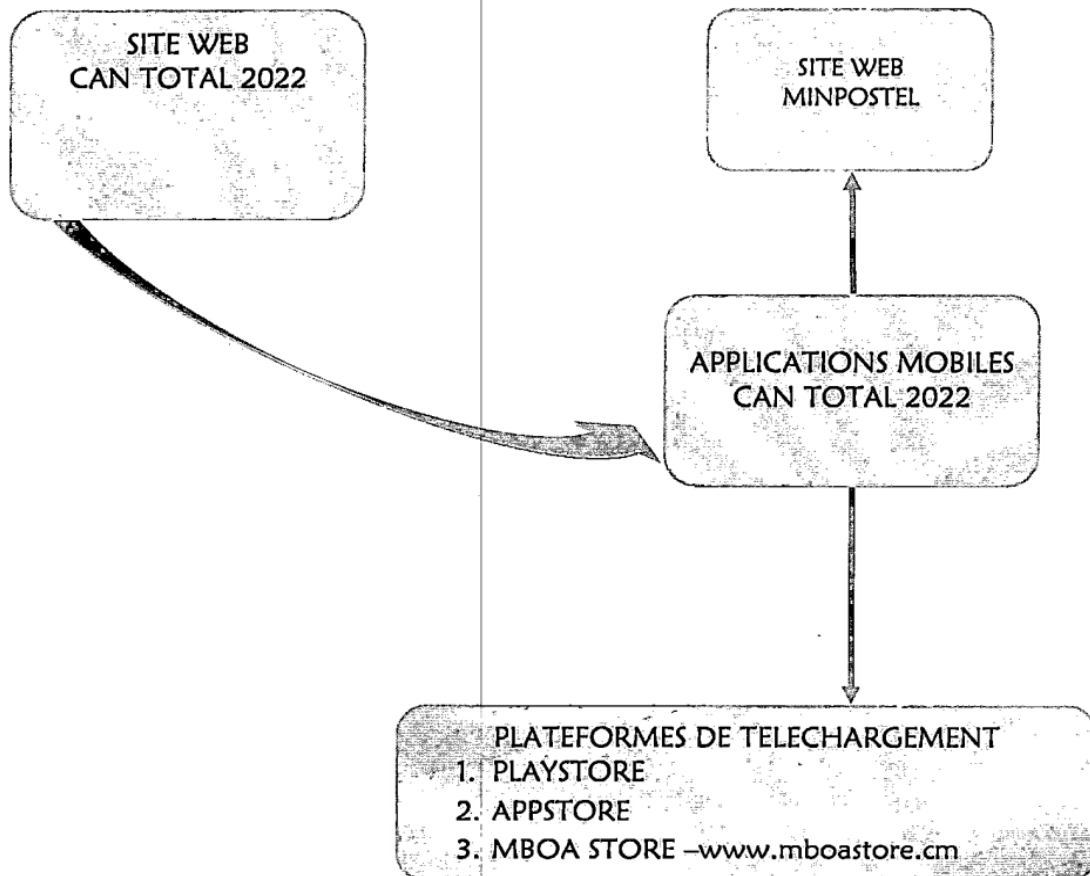 SITE WEB
CAN TOTAL 2022
SITE WEB
MINPOSTEL
APPLICATIONS MOBILES
CAN TOTAL 2022
PLATEFORMES DE TELECHARGEMENT
1. PLAYSTORE
2. APPSTORE
3. MBOA STORE –www.mboastore.cm